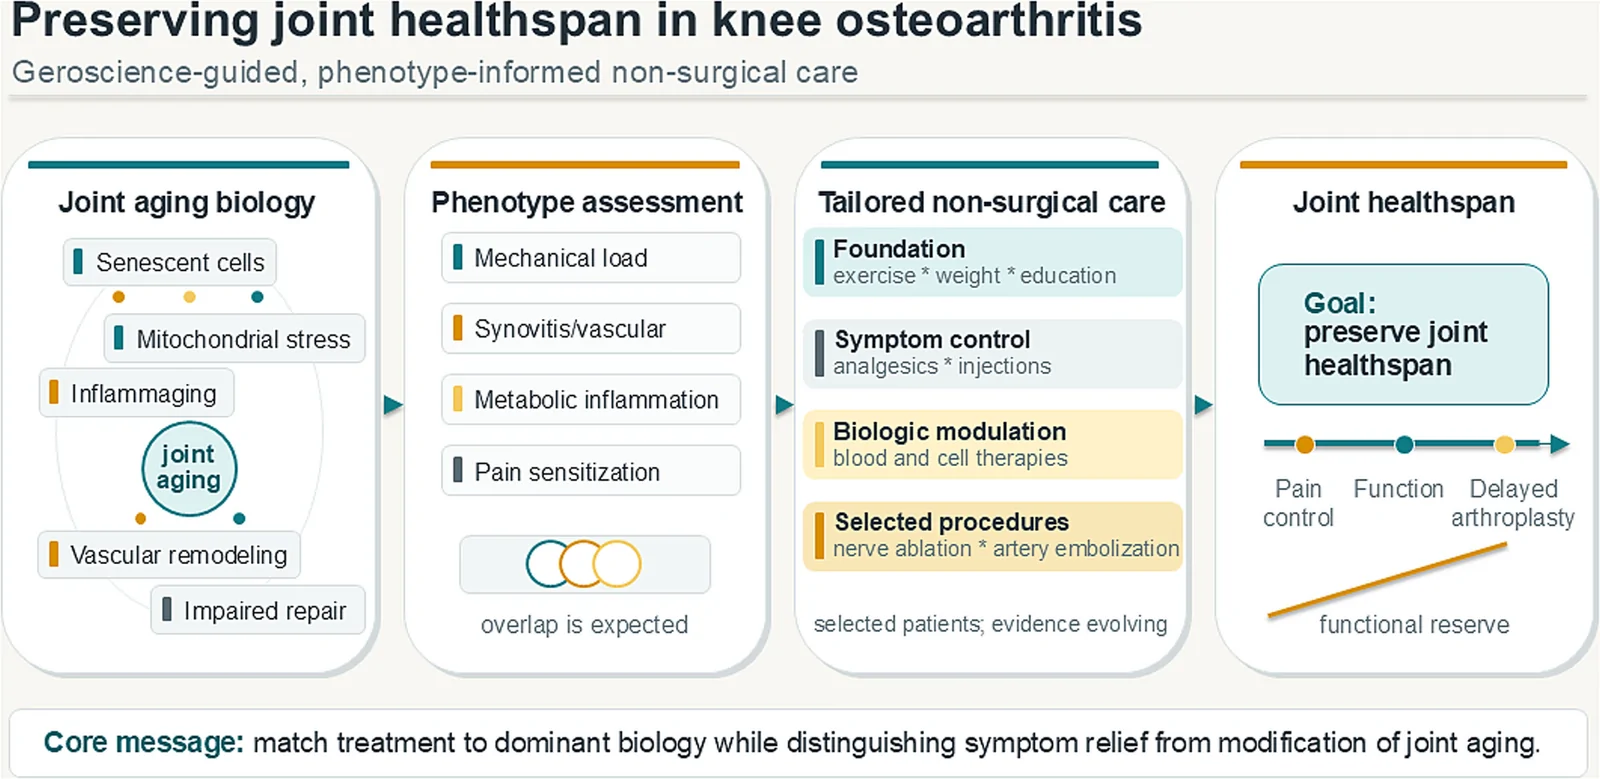 Preserving joint healthspan in knee osteoarthritis
Geroscience-guided, phenotype-informed non-surgical care
Joint aging biology
Senescent cells
Mitochondrial stress
Inflammaging
joint
aging
Vascular remodeling
Impaired repair
Phenotype assessment
Mechanical load
Synovitis/vascular
Metabolic inflammation
Pain sensitization
overlap is expected
Tailored non-surgical care
Foundation
exercise * weight * education
Symptom control
analgesics * injections
Biologic modulation
blood and cell therapies
Selected procedures
nerve ablation * artery embolization
selected patients; evidence evolving
Joint healthspan
Goal:
preserve joint
healthspan
Pain
control
Function
Delayed
arthroplasty
functional reserve
Core message: match treatment to dominant biology while distinguishing symptom relief from modification of joint aging.